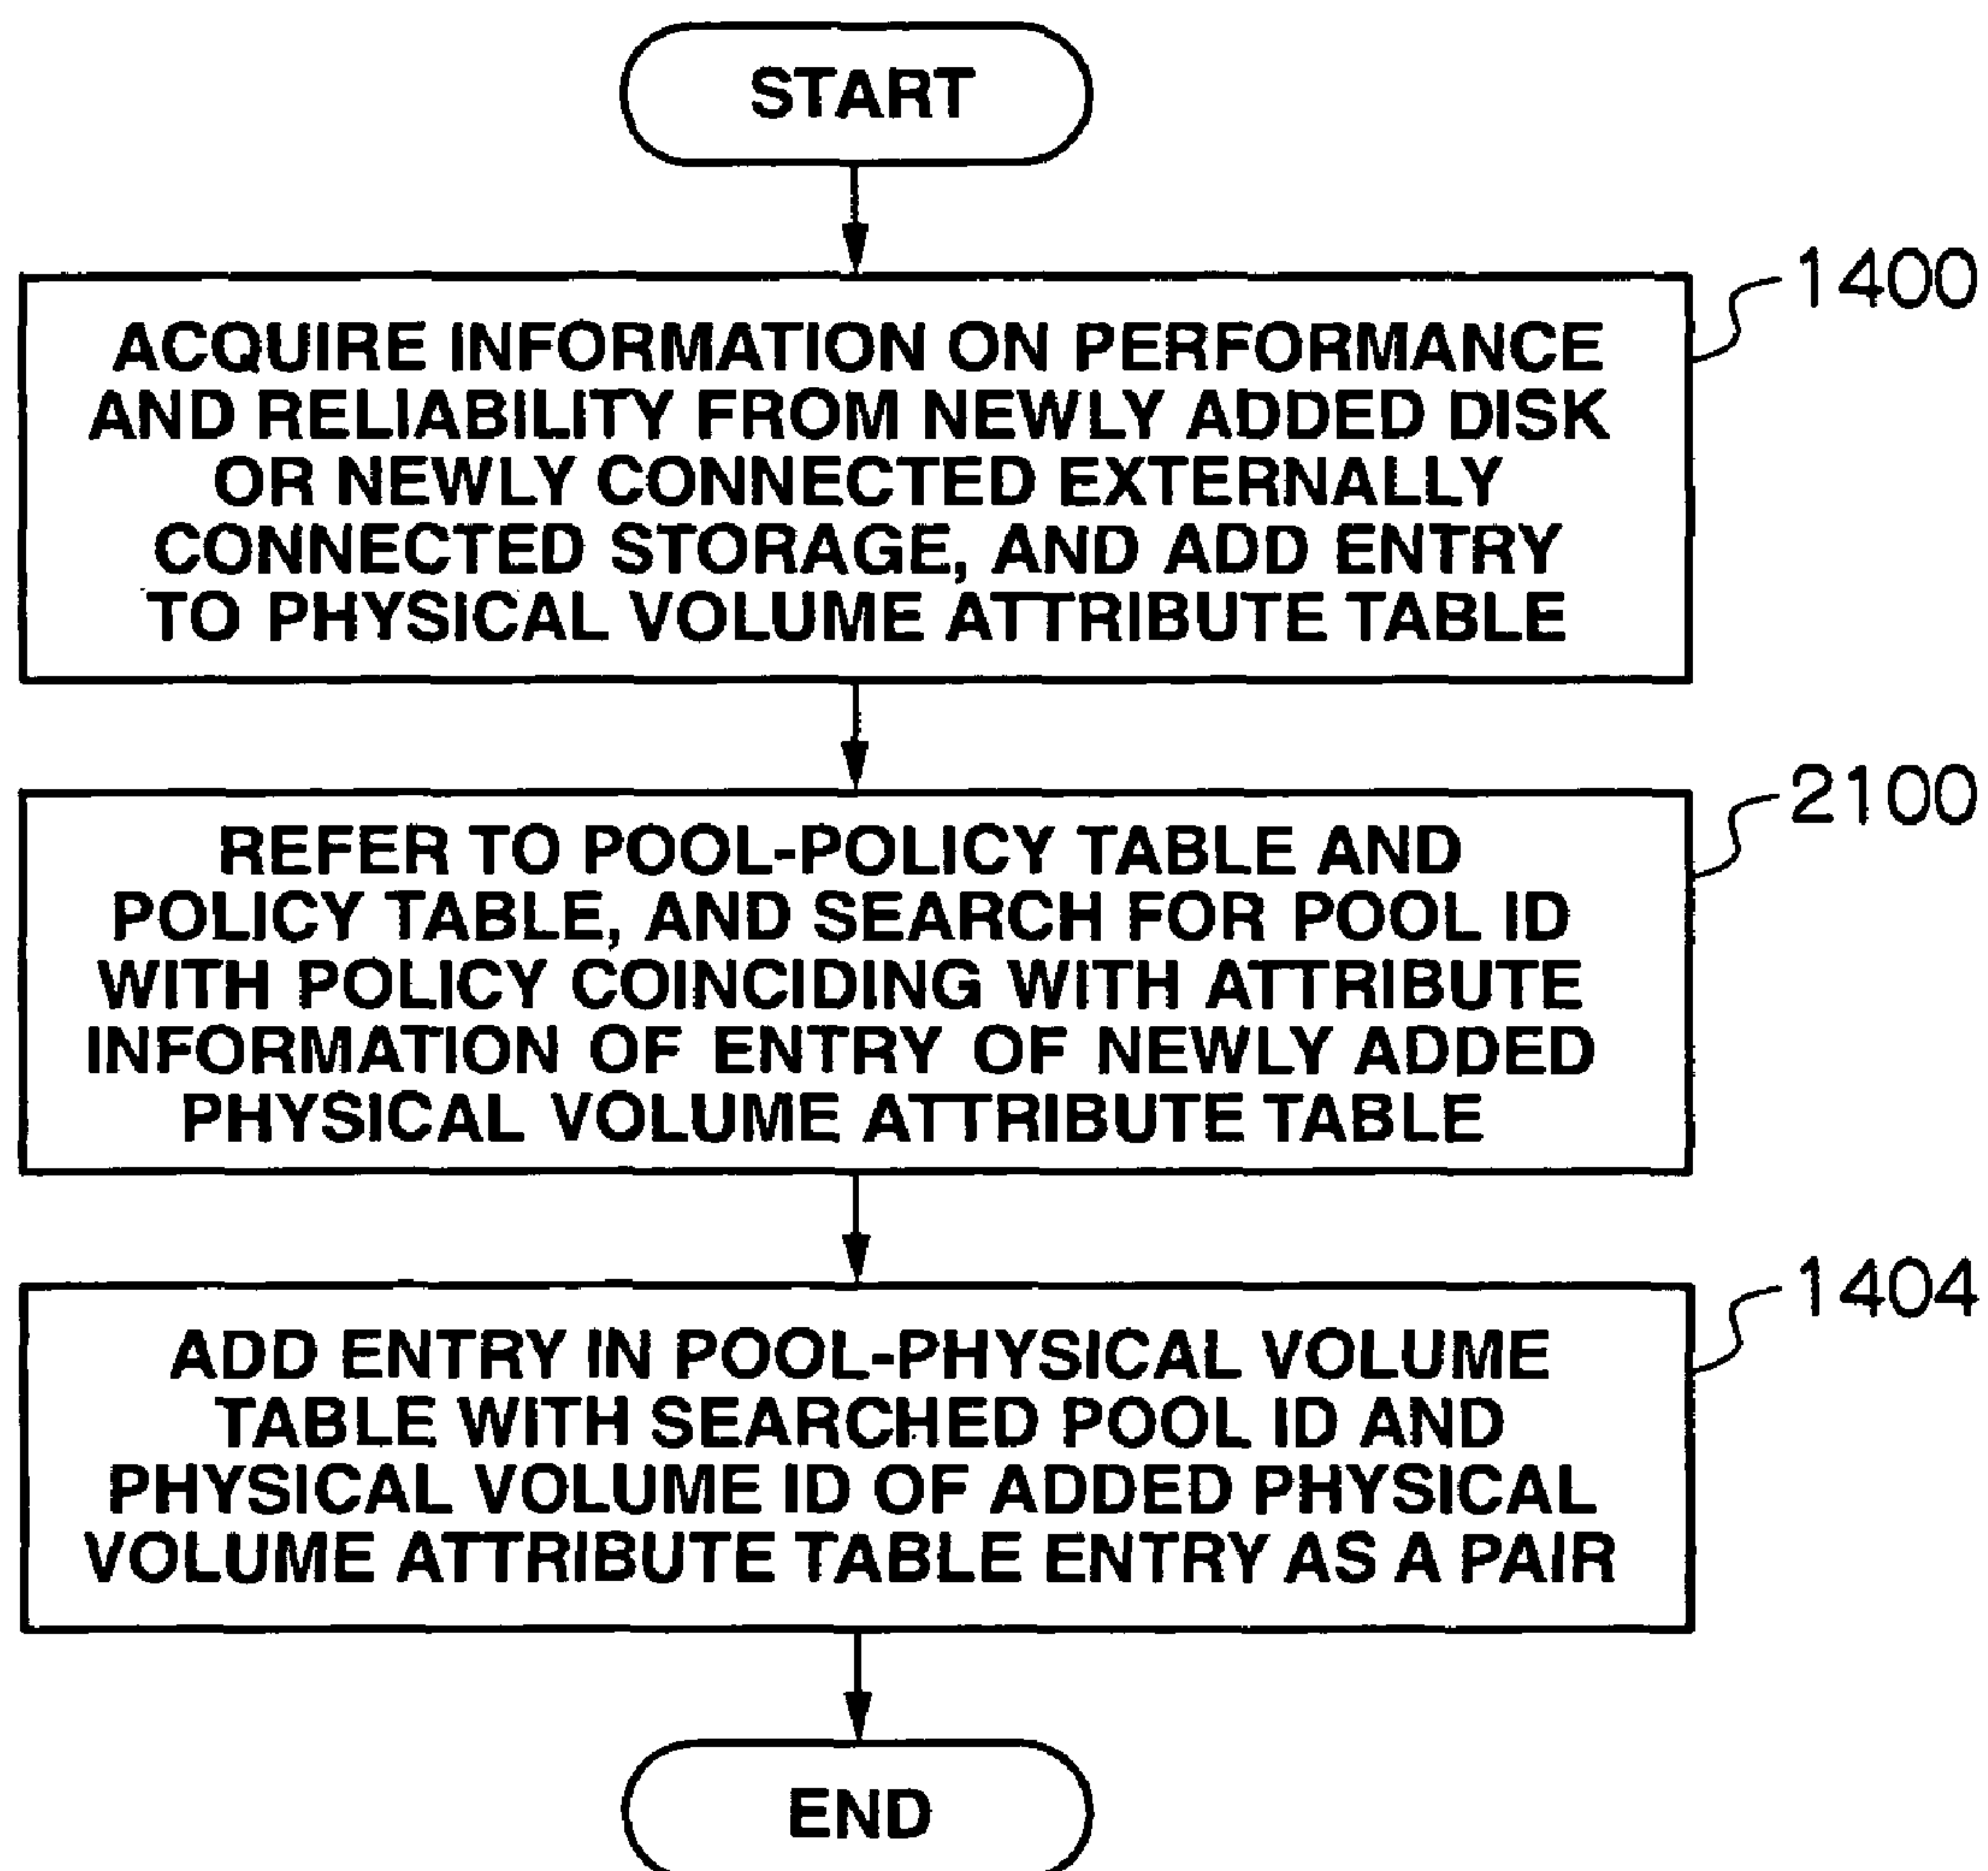 START
1400
ACQUIRE INFORMATION ON PERFORMANCE
AND RELIABILITY FROM NEWLY ADDED DISK
OR NEWLY CONNECTED EXTERNALLY
CONNECTED STORAGE, AND ADD ENTRY
TO PHYSICAL VOLUME ATTRIBUTE TABLE
2100
REFER TO POOL-POLICY TABLE AND
POLICY TABLE, AND SEARCH FOR POOL ID
WITH POLICY COINCIDING WITH ATTRIBUTE
INFORMATION OF ENTRY OF NEWLY ADDED
PHYSICAL VOLUME ATTRIBUTE TABLE
1404
ADD ENTRY IN POOL-PHYSICAL VOLUME
TABLE WITH SEARCHED POOL ID AND
PHYSICAL VOLUME ID OF ADDED PHYSICAL
VOLUME ATTRIBUTE TABLE ENTRY AS A PAIR
END